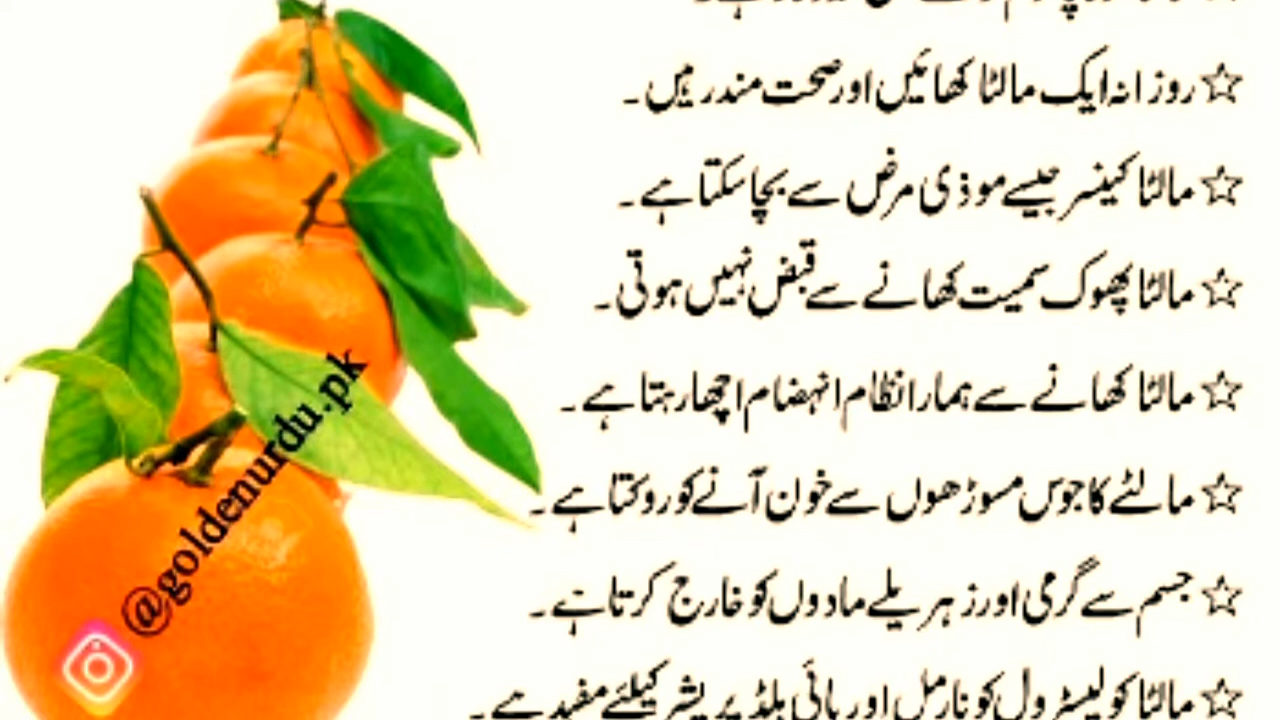 ☆ روزانہ ایک مالٹا کھائیں اور صحت مند رہیں۔
☆ مالٹا کینسر جیسے موذی مرض سے بچا سکتا ہے۔
☆ مالٹا پھوک سمیت کھانے سے قبض نہیں ہوتی۔
☆ مالٹا کھانے سے ہمارا نظام انہضام اچھا رہتا ہے۔
☆ مالٹے کا جوس مسوڑھوں سے خون آنے کو روکتا ہے۔
☆ جسم سے گرمی اور زہریلے مادوں کو خارج کرتا ہے۔
☆ مالٹا کولیسٹرول کو نارمل اور ہائی بلڈ پریشر کیلئے مفید ہے۔
@goldenurdu.pk